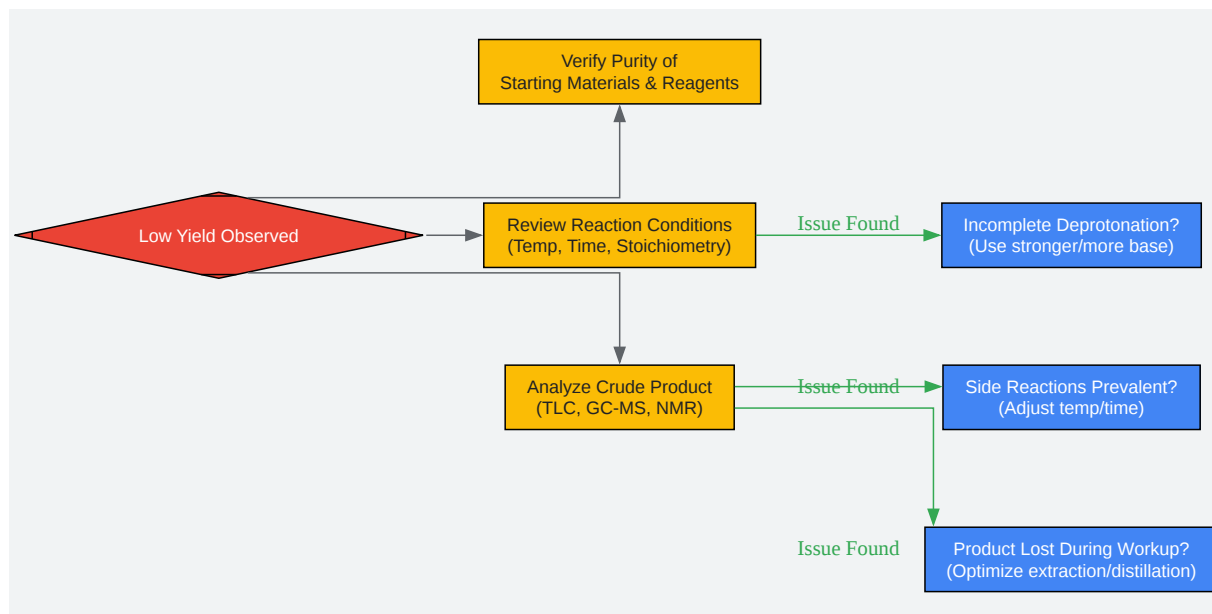 Verify Purity of
Starting Materials & Reagents
Low Yield Observed
Review Reaction Conditions
(Temp, Time, Stoichiometry)
Issue Found
Incomplete Deprotonation?
(Use stronger/more base)
Analyze Crude Product
(TLC, GC-MS, NMR)
Issue Found
Side Reactions Prevalent?
(Adjust temp/time)
Issue Found
Product Lost During Workup?
(Optimize extraction/distillation)